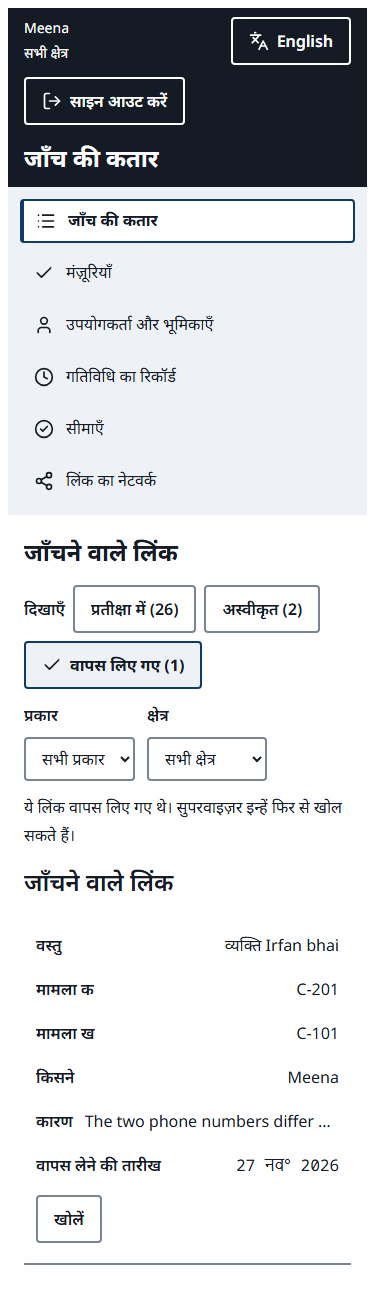 Meena
सभी क्षेत्र
English
साइन आउट करें
जाँच की कतार
जाँच की कतार
मंज़ूरियाँ
उपयोगकर्ता और भूमिकाएँ
गतिविधि का रिकॉर्ड
सीमाएँ
लिंक का नेटवर्क
जाँचने वाले लिंक
दिखाएँ प्रतीक्षा में (26) अस्वीकृत (2)
वापस लिए गए (1)
प्रकार क्षेत्र
सभी प्रकार सभी क्षेत्र
ये लिंक वापस लिए गए थे। सुपरवाइज़र इन्हें फिर से खोल
सकते हैं।
जाँचने वाले लिंक
वस्तु व्यक्ति Irfan bhai
मामला क C-201
मामला ख C-101
किसने Meena
कारण The two phone numbers differ ...
वापस लेने की तारीख 27 नव॰ 2026
खोलें